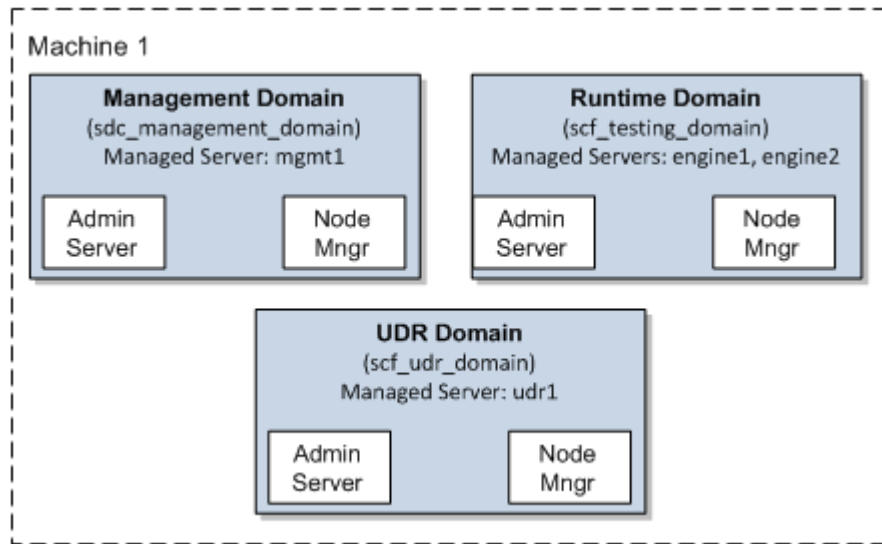 Machine 1
Management Domain
(sdc_management_domain)
Managed Server: mgmt1
Admin
Server
Node
Mngr
Runtime Domain
(scf_testing_domain)
Managed Servers: engine1, engine2
Admin
Server
Node
Mngr
UDR Domain
(scf_udr_domain)
Managed Server: udr1
Admin
Server
Node
Mngr